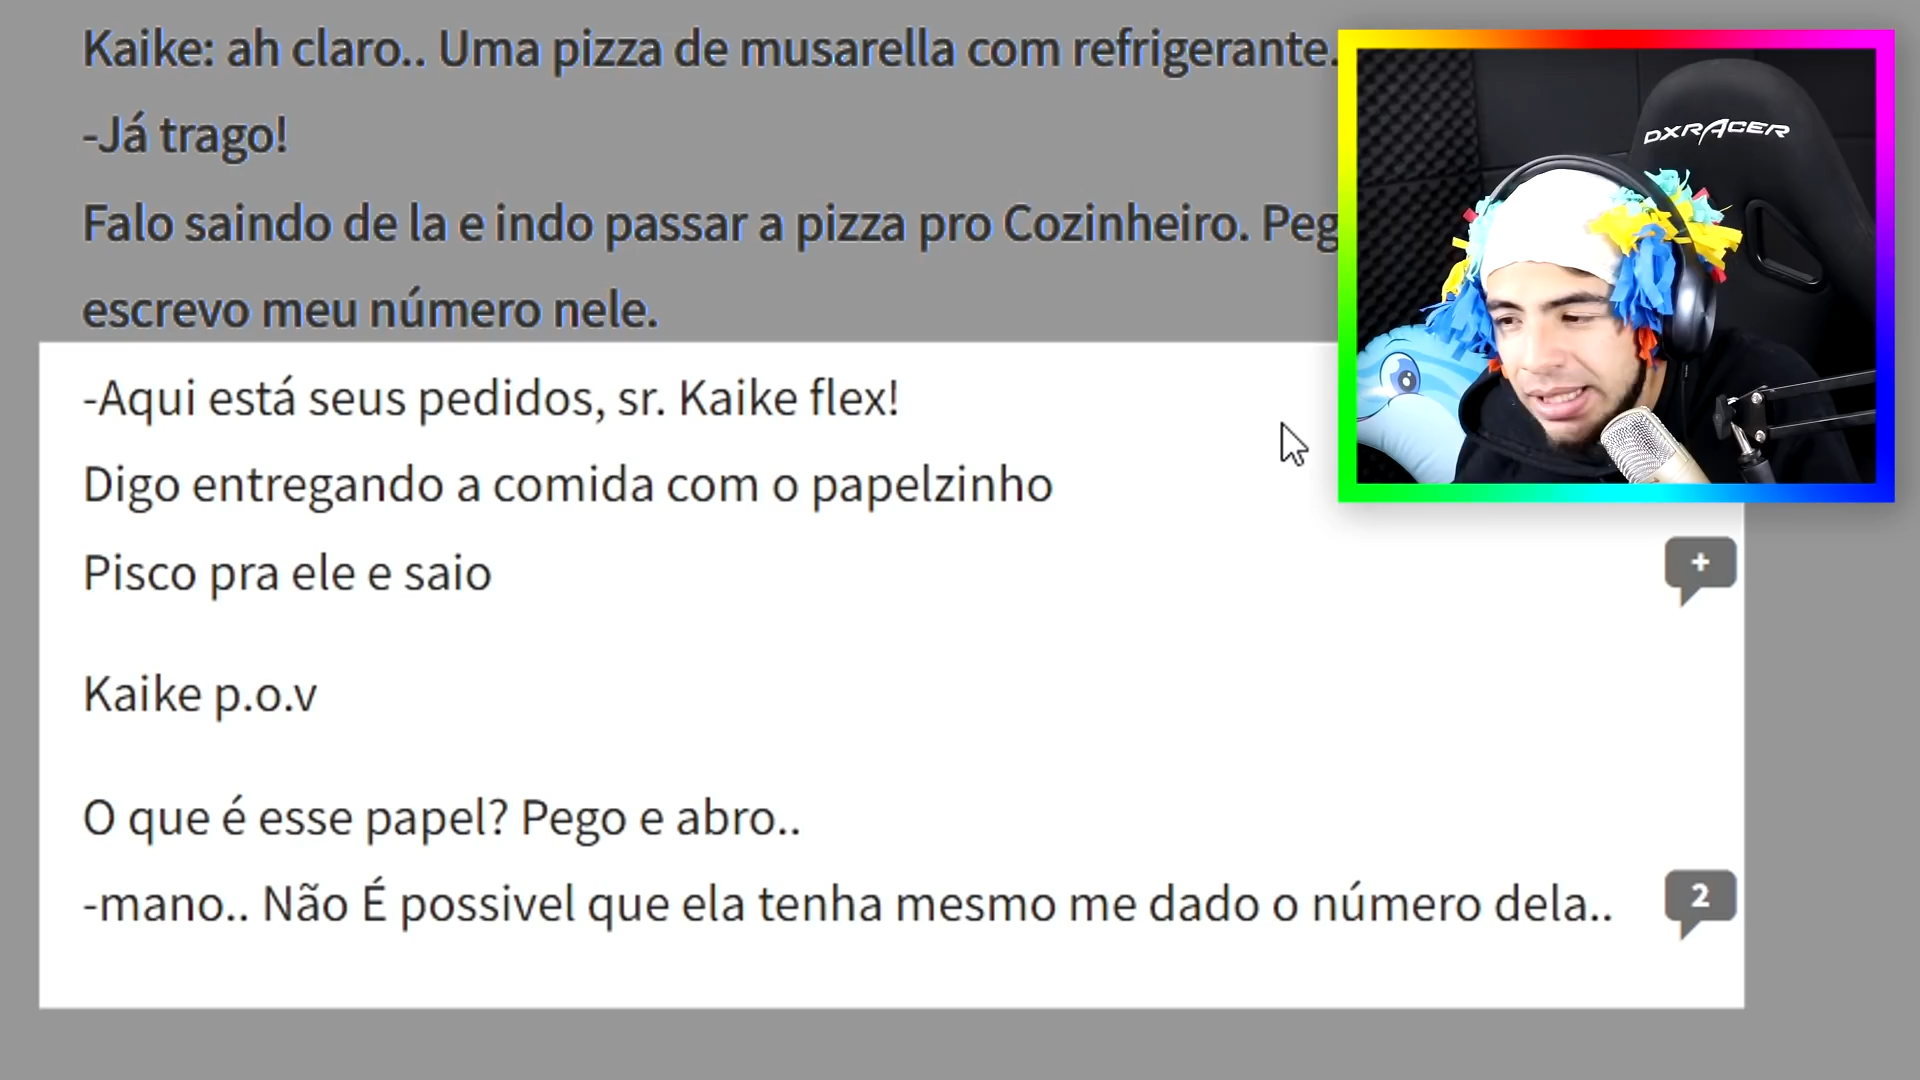 Kaike: ah claro.. Uma pizza de musarella com refrigerante.
-Já trago!
Falo saindo de la e indo passar a pizza pro Cozinheiro.
escrevo meu número nele.
-Aqui está seus pedidos, sr. Kaike flex!
Digo entregando a comida com o papelzinho
Pisco pra ele e saio
+
Kaike p.o.v
O que é esse papel? Pego e abro..
-mano.. Não É possivel que ela tenha mesmo me dado o número dela..
2
DXRACER